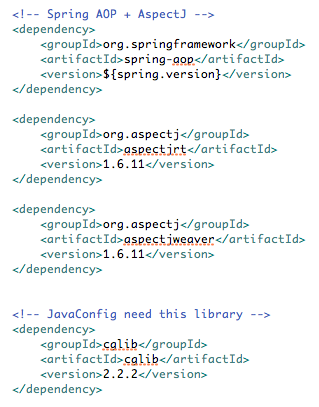 <!-- Spring AOP + AspectJ -->
<dependency>
    <groupId>org.springframework</groupId>
    <artifactId>spring-aop</artifactId>
    <version>${spring.version}</version>
</dependency>

<dependency>
    <groupId>org.aspectj</groupId>
    <artifactId>aspectjrt</artifactId>
    <version>1.6.11</version>
</dependency>

<dependency>
    <groupId>org.aspectj</groupId>
    <artifactId>aspectjweaver</artifactId>
    <version>1.6.11</version>
</dependency>

<!-- JavaConfig need this library -->
<dependency>
    <groupId>cglib</groupId>
    <artifactId>cglib</artifactId>
    <version>2.2.2</version>
</dependency>